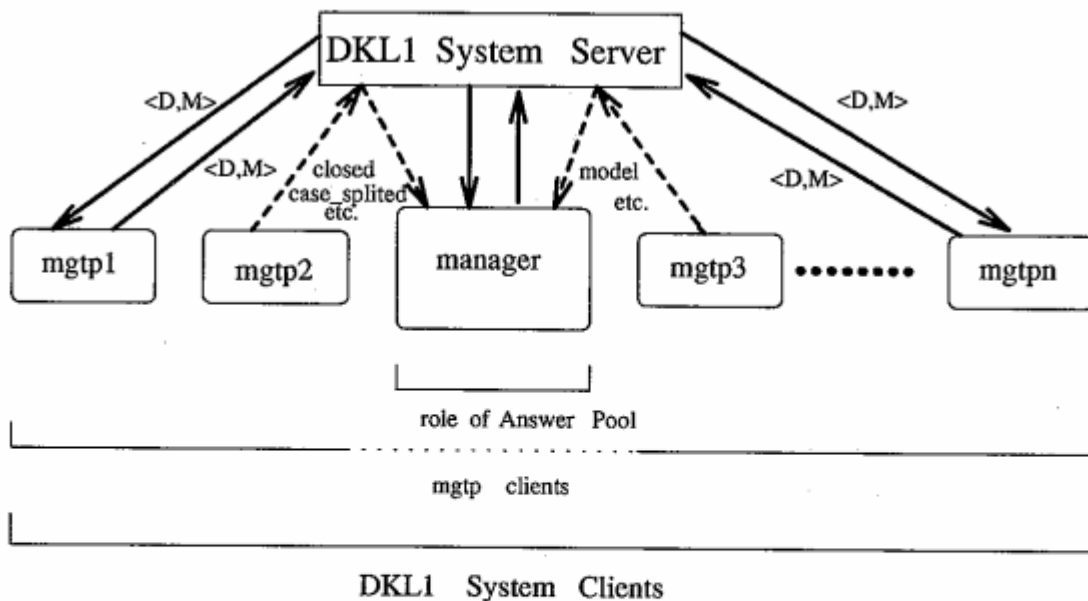 DKL1 System Server
<D,M>
<D,M>
<D,M>
<D,M>
closed
case_splited
etc.
model
etc.
mgtp1
mgtp2
manager
mgtp3
mgtpn
role of Answer Pool
mgtp clients
DKL1 System Clients